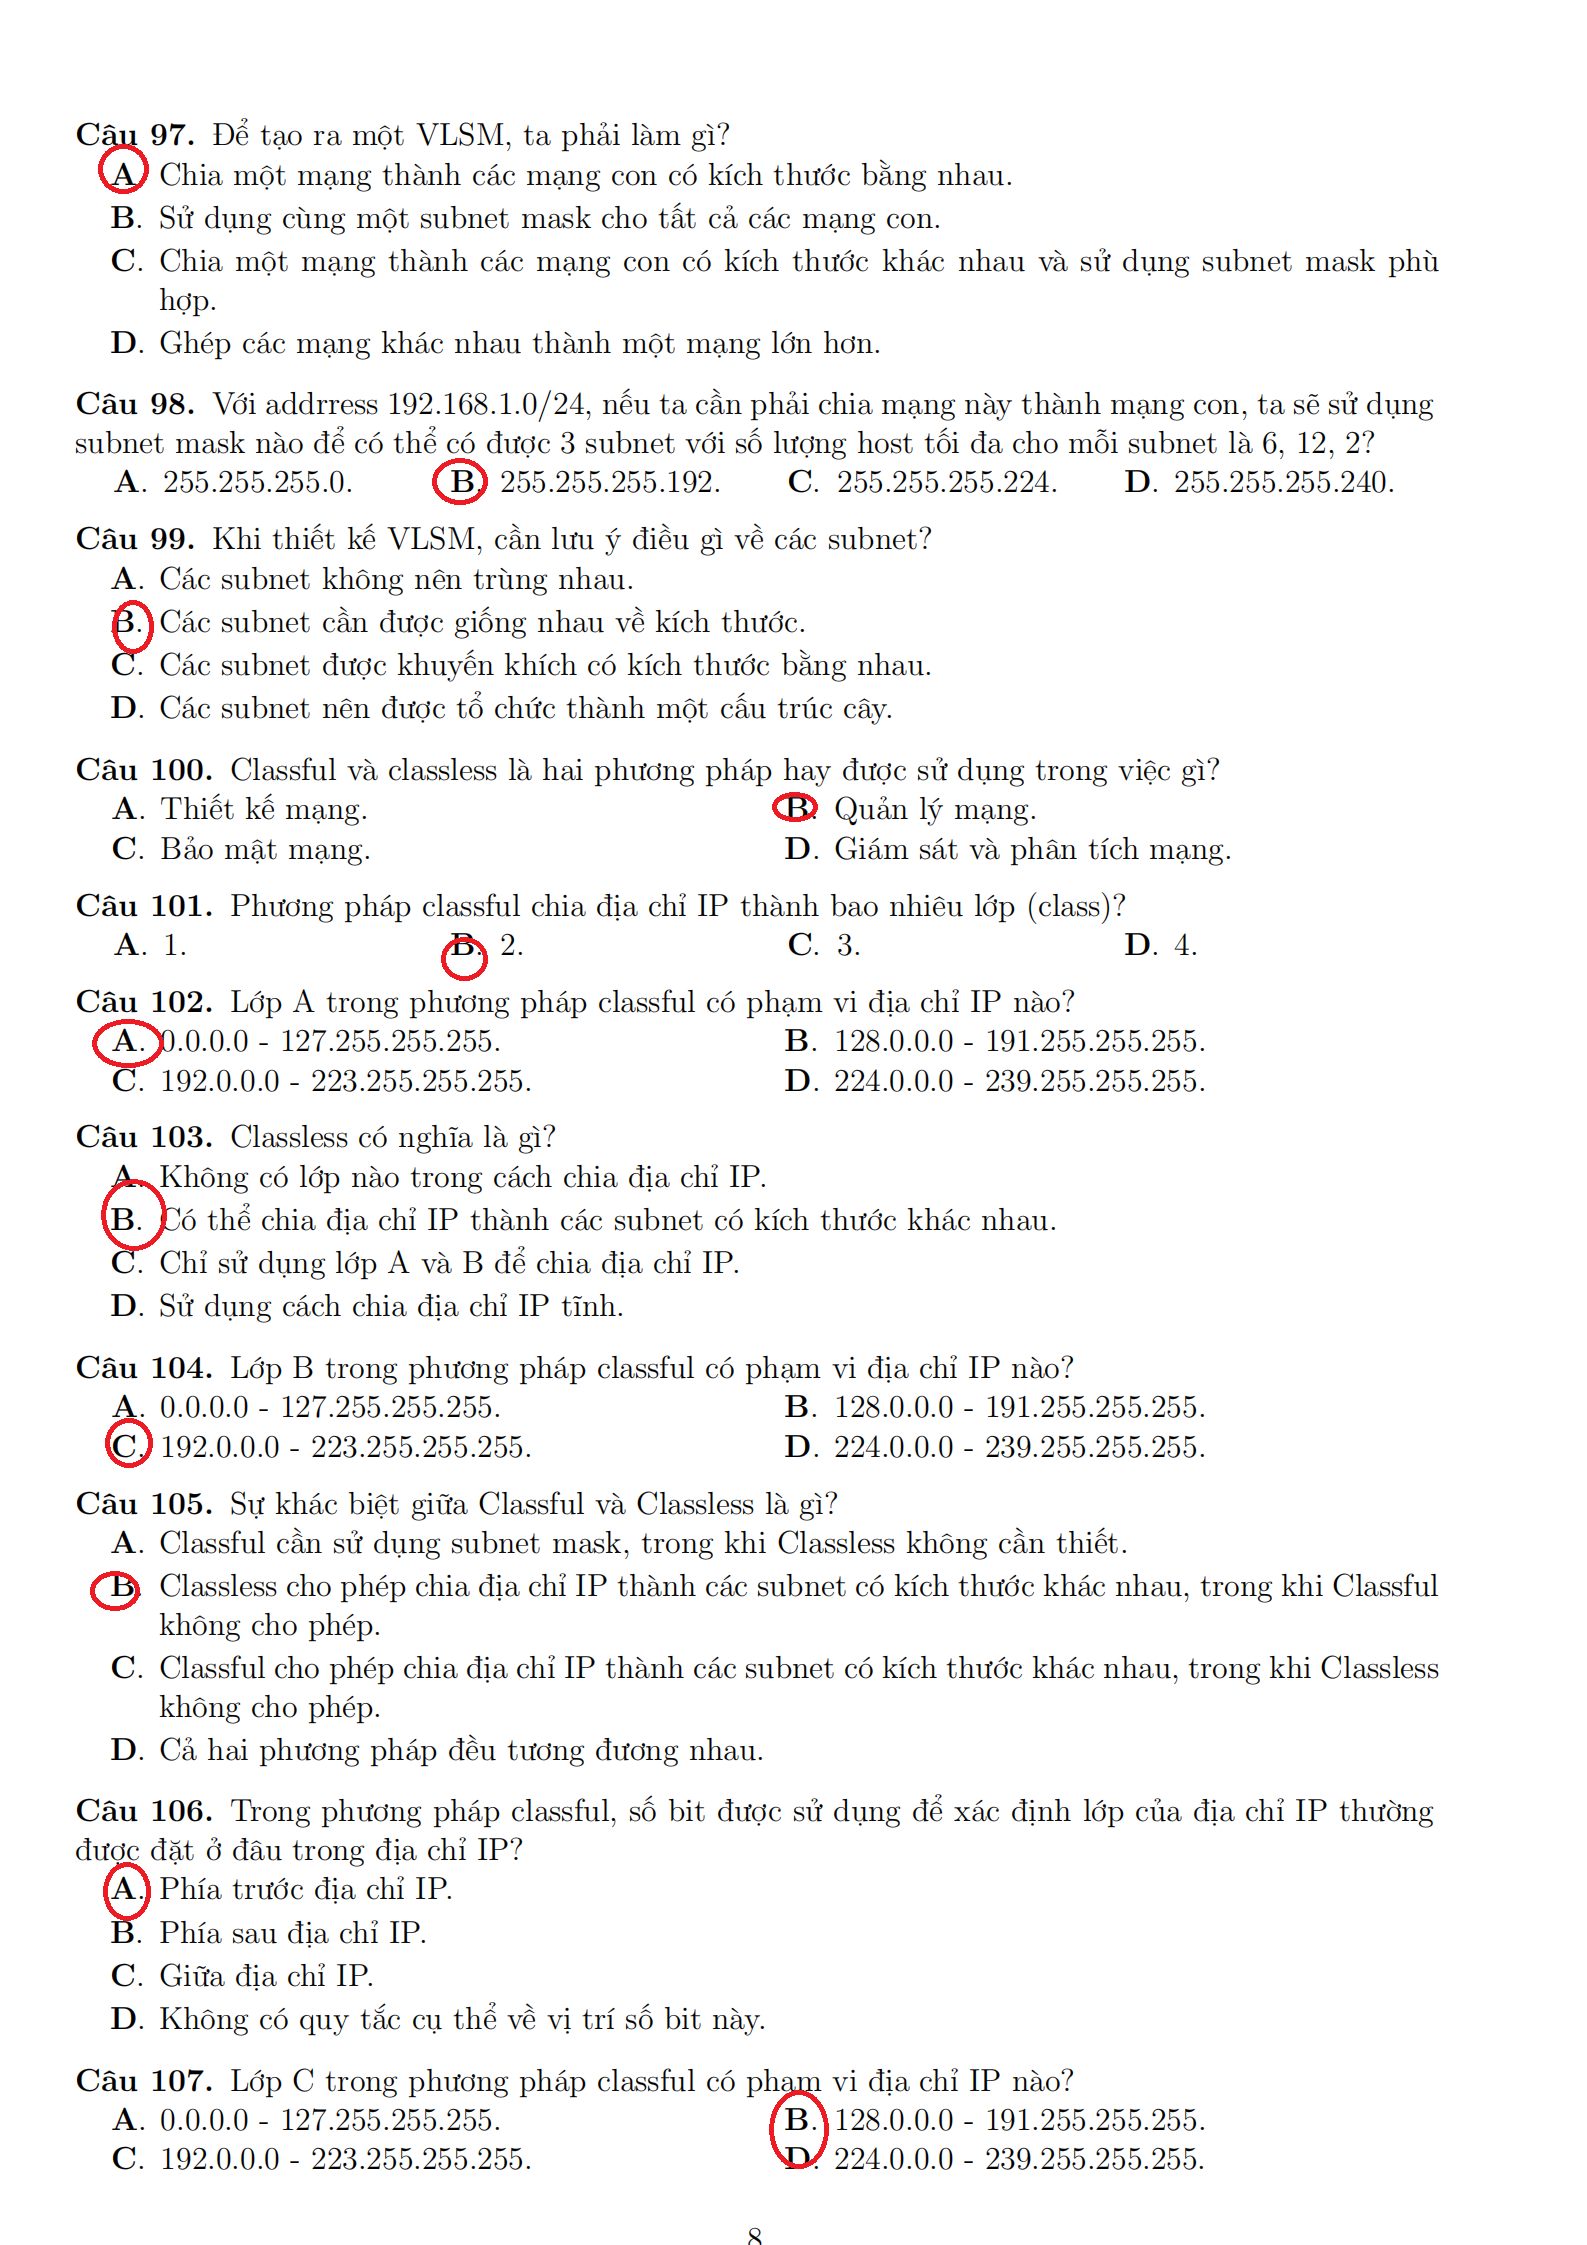 Câu 97. Để tạo ra một VLSM, ta phải làm gì?
A. Chia một mạng thành các mạng con có kích thước bằng nhau.
B. Sử dụng cùng một subnet mask cho tất cả các mạng con.
C. Chia một mạng thành các mạng con có kích thước khác nhau và sử dụng subnet mask phù
hợp.
D. Ghép các mạng khác nhau thành một mạng lớn hơn.
Câu 98. Với addrress 192.168.1.0/24, nếu ta cần phải chia mạng này thành mạng con, ta sẽ sử dụng
subnet mask nào để có thể có được 3 subnet với số lượng host tối đa cho mỗi subnet là 6, 12, 2?
A. 255.255.255.0. B. 255.255.255.192. C. 255.255.255.224. D. 255.255.255.240.
Câu 99. Khi thiết kế VLSM, cần lưu ý điều gì về các subnet?
A. Các subnet không nên trùng nhau.
B. Các subnet cần được giống nhau về kích thước.
C. Các subnet được khuyến khích có kích thước bằng nhau.
D. Các subnet nên được tổ chức thành một cấu trúc cây.
Câu 100. Classful và classless là hai phương pháp hay được sử dụng trong việc gì?
A. Thiết kế mạng. B. Quản lý mạng.
C. Bảo mật mạng. D. Giám sát và phân tích mạng.
Câu 101. Phương pháp classful chia địa chỉ IP thành bao nhiêu lớp (class)?
A. 1. B. 2. C. 3. D. 4.
Câu 102. Lớp A trong phương pháp classful có phạm vi địa chỉ IP nào?
A. 0.0.0.0 - 127.255.255.255. B. 128.0.0.0 - 191.255.255.255.
C. 192.0.0.0 - 223.255.255.255. D. 224.0.0.0 - 239.255.255.255.
Câu 103. Classless có nghĩa là gì?
A. Không có lớp nào trong cách chia địa chỉ IP.
B. Có thể chia địa chỉ IP thành các subnet có kích thước khác nhau.
C. Chỉ sử dụng lớp A và B để chia địa chỉ IP.
D. Sử dụng cách chia địa chỉ IP tĩnh.
Câu 104. Lớp B trong phương pháp classful có phạm vi địa chỉ IP nào?
A. 0.0.0.0 - 127.255.255.255. B. 128.0.0.0 - 191.255.255.255.
C. 192.0.0.0 - 223.255.255.255. D. 224.0.0.0 - 239.255.255.255.
Câu 105. Sự khác biệt giữa Classful và Classless là gì?
A. Classful cần sử dụng subnet mask, trong khi Classless không cần thiết.
B. Classless cho phép chia địa chỉ IP thành các subnet có kích thước khác nhau, trong khi Classful
không cho phép.
C. Classful cho phép chia địa chỉ IP thành các subnet có kích thước khác nhau, trong khi Classless
không cho phép.
D. Cả hai phương pháp đều tương đương nhau.
Câu 106. Trong phương pháp classful, số bit được sử dụng để xác định lớp của địa chỉ IP thường
được đặt ở đâu trong địa chỉ IP?
A. Phía trước địa chỉ IP.
B. Phía sau địa chỉ IP.
C. Giữa địa chỉ IP.
D. Không có quy tắc cụ thể về vị trí số bit này.
Câu 107. Lớp C trong phương pháp classful có phạm vi địa chỉ IP nào?
A. 0.0.0.0 - 127.255.255.255. B. 128.0.0.0 - 191.255.255.255.
C. 192.0.0.0 - 223.255.255.255. D. 224.0.0.0 - 239.255.255.255.
8